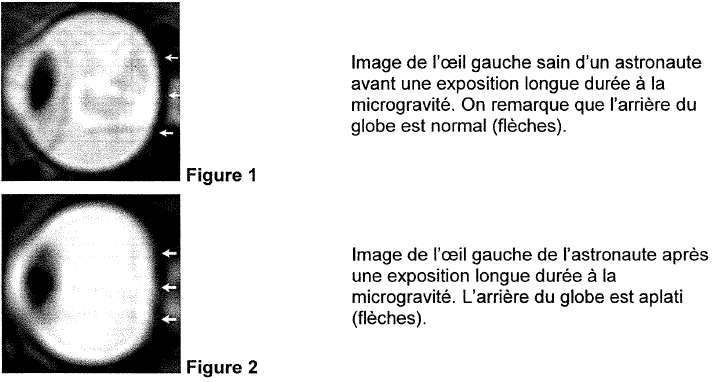 Image de l’œil gauche sain d’un astronaute
avant une exposition longue durée à la
microgravité. On remarque que l’arrière du
globe est normal (flèches).
Figure 1
Image de l’œil gauche de l’astronaute après
une exposition longue durée à la
microgravité. L’arrière du globe est aplati
(flèches).
Figure 2